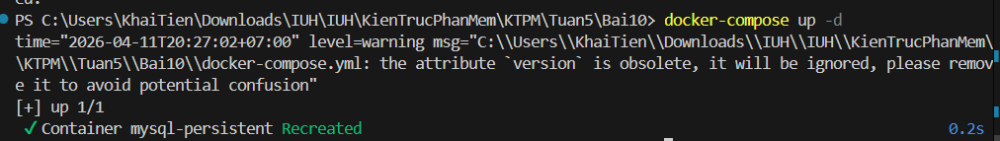 PS C:\Users\KhaiTien\Downloads\IUH\IUH\KienTrucPhanMem\KTPM\Tuan5\Bai10> docker-compose up -d
time="2026-04-11T20:27:02+07:00" level=warning msg="C:\\Users\\KhaiTien\\Downloads\\IUH\\IUH\\KienTrucPhanMem\
\KTPM\\Tuan5\\Bai10\\docker-compose.yml: the attribute `version` is obsolete, it will be ignored, please remov
e it to avoid potential confusion"
[+] up 1/1
✓ Container mysql-persistent Recreated 0.2s